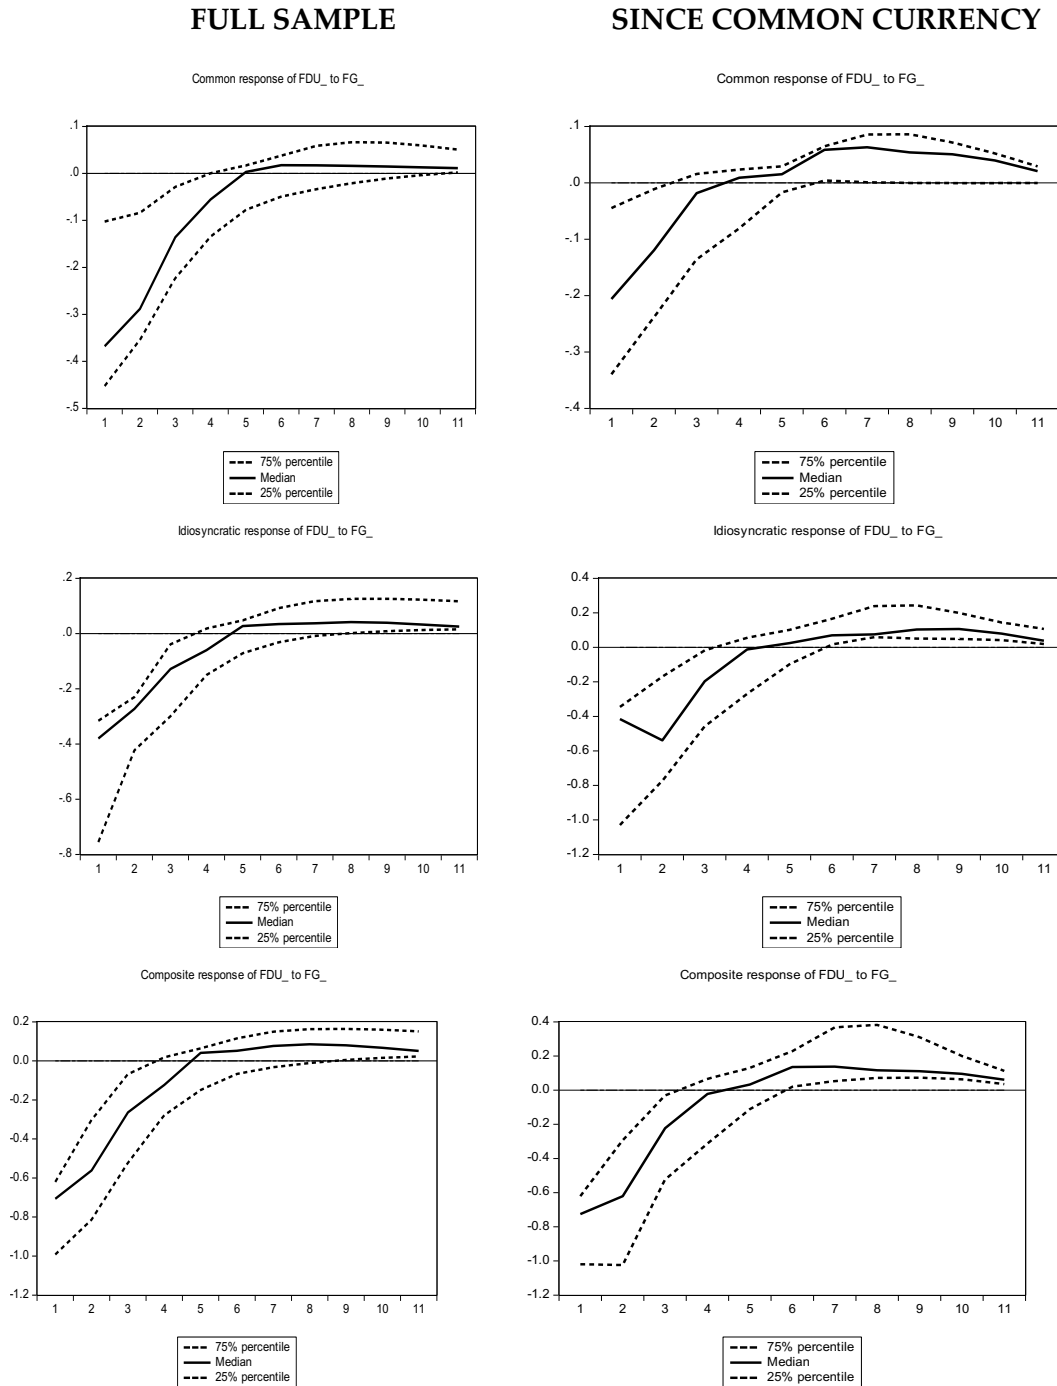 FULL SAMPLE
SINCE COMMON CURRENCY
Common response of FDU_ to FG_
.1
.0
-.1
-.2
-.3
-.4
-.5
1 2 3 4 5 6 7 8 9 10 11
75% percentile
Median
25% percentile
Common response of FDU_ to FG_
.1
.0
-.1
-.2
-.3
-.4
1 2 3 4 5 6 7 8 9 10 11
75% percentile
Median
25% percentile
Idiosyncratic response of FDU_ to FG_
.2
.0
-.2
-.4
-.6
-.8
1 2 3 4 5 6 7 8 9 10 11
75% percentile
Median
25% percentile
Idiosyncratic response of FDU_ to FG_
0.4
0.2
0.0
-0.2
-0.4
-0.6
-0.8
-1.0
-1.2
1 2 3 4 5 6 7 8 9 10 11
75% percentile
Median
25% percentile
Composite response of FDU_ to FG_
0.2
0.0
-0.2
-0.4
-0.6
-0.8
-1.0
-1.2
1 2 3 4 5 6 7 8 9 10 11
75% percentile
Median
25% percentile
Composite response of FDU_ to FG_
0.4
0.2
0.0
-0.2
-0.4
-0.6
-0.8
-1.0
-1.2
1 2 3 4 5 6 7 8 9 10 11
75% percentile
Median
25% percentile